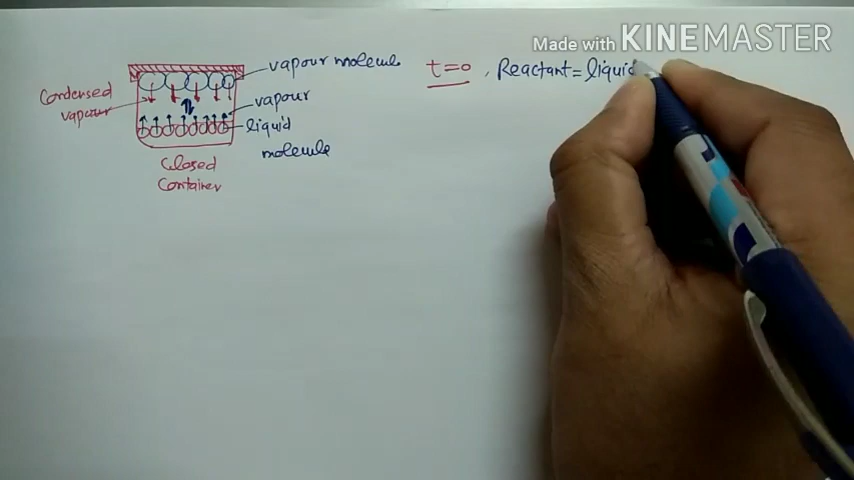 Made with KINEMASTER
vapour molecule
t=0, Reactant = liquid
Condensed
vapour
vapour
liquid
molecule
Closed
Container